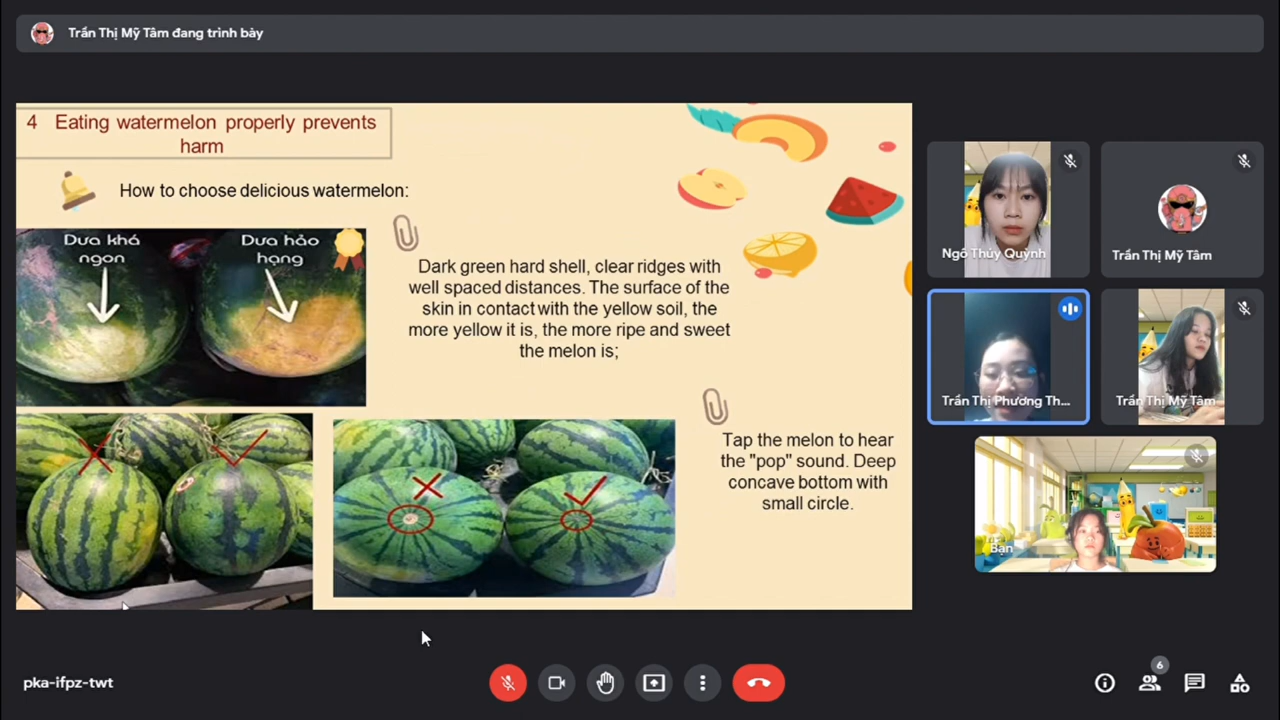 Trần Thị Mỹ Tâm đang trình bày
4 Eating watermelon properly prevents
harm
How to choose delicious watermelon:
Dưa khá
ngon
Dưa hảo
hạng
Dark green hard shell, clear ridges with
well spaced distances. The surface of the
skin in contact with the yellow soil, the
more yellow it is, the more ripe and sweet
the melon is;
Tap the melon to hear
the "pop" sound. Deep
concave bottom with
small circle.
Ngô Thúy Quỳnh
Trần Thị Mỹ Tâm
Trần Thị Phương Th...
Trần Thị Mỹ Tâm
Bạn
pka-ifpz-twt
6